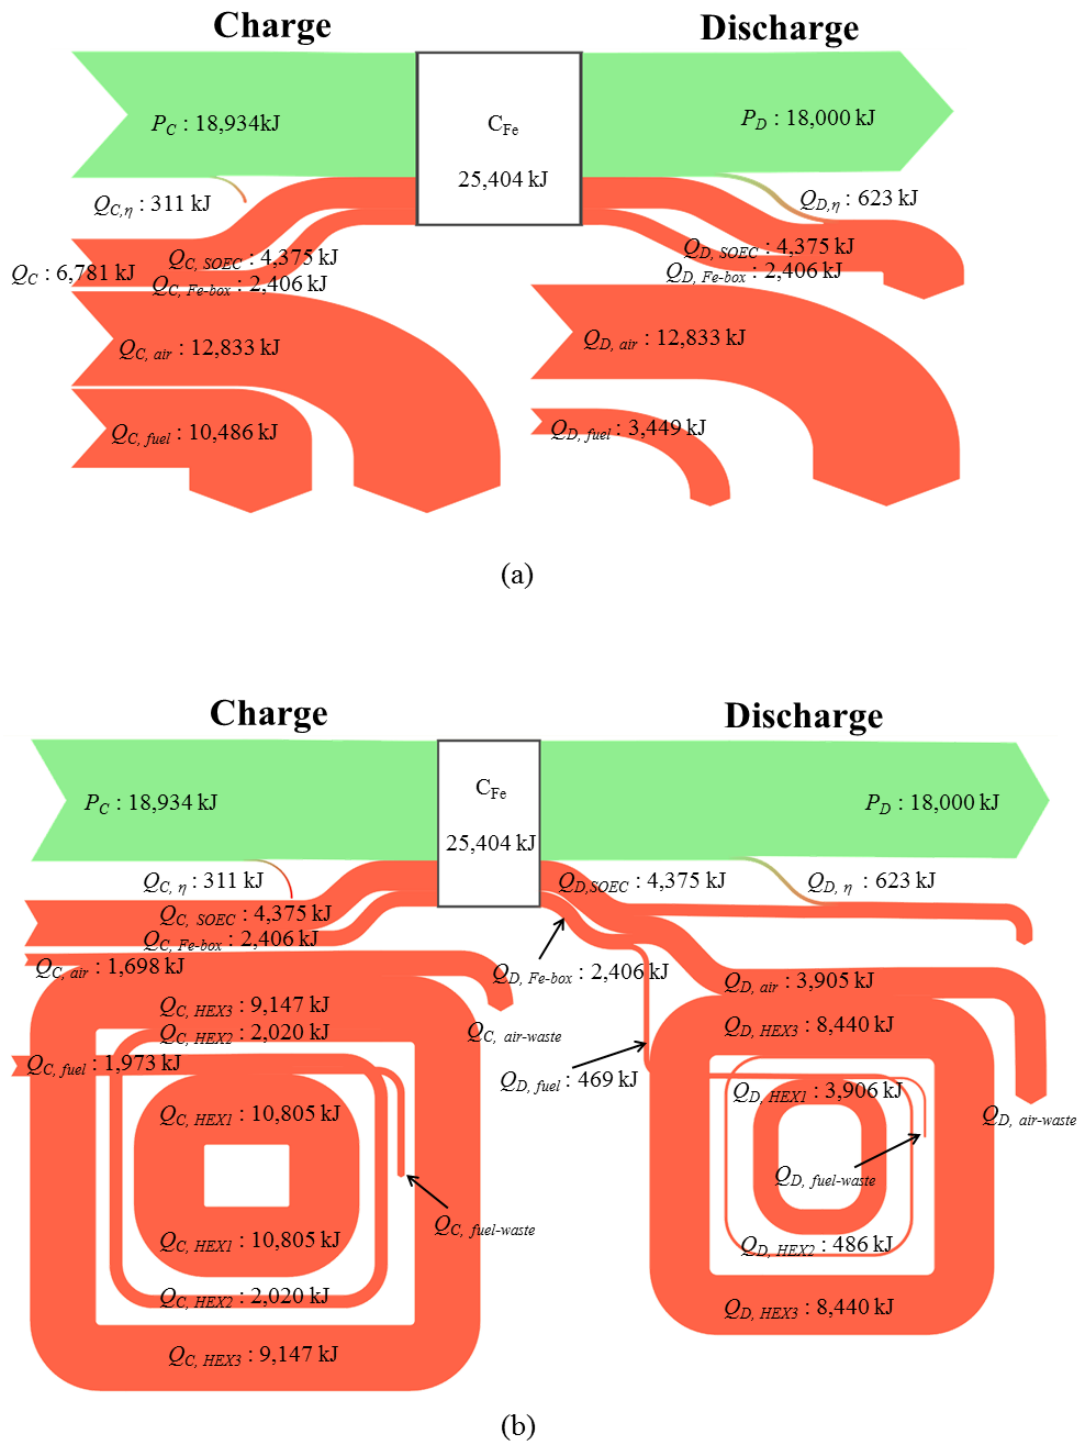 Charge
Discharge
P_C : 18,934kJ
C_Fe
25,404 kJ
P_D : 18,000 kJ
Q_C,η : 311 kJ
Q_D,η : 623 kJ
Q_C, SOEC : 4,375 kJ
Q_D, SOEC : 4,375 kJ
Q_C : 6,781 kJ
Q_C, Fe-box : 2,406 kJ
Q_D, Fe-box : 2,406 kJ
Q_C, air : 12,833 kJ
Q_D, air : 12,833 kJ
Q_C, fuel : 10,486 kJ
Q_D, fuel : 3,449 kJ
(a)
Charge
Discharge
P_C : 18,934 kJ
C_Fe
25,404 kJ
P_D : 18,000 kJ
Q_C, η : 311 kJ
Q_D,SOEC : 4,375 kJ
Q_D, η : 623 kJ
Q_C, SOEC : 4,375 kJ
Q_C, Fe-box : 2,406 kJ
Q_C, air : 1,698 kJ
Q_D, Fe-box : 2,406 kJ
Q_D, air : 3,905 kJ
Q_C, HEX3 : 9,147 kJ
Q_C, HEX2 : 2,020 kJ
Q_C, air-waste
Q_D, HEX3 : 8,440 kJ
Q_C, fuel : 1,973 kJ
Q_D, fuel : 469 kJ
Q_D, HEX1 : 3,906 kJ
Q_C, HEX1 : 10,805 kJ
Q_D, air-waste
Q_D, fuel-waste
Q_C, fuel-waste
Q_C, HEX1 : 10,805 kJ
Q_D, HEX2 : 486 kJ
Q_C, HEX2 : 2,020 kJ
Q_D, HEX3 : 8,440 kJ
Q_C, HEX3 : 9,147 kJ
(b)